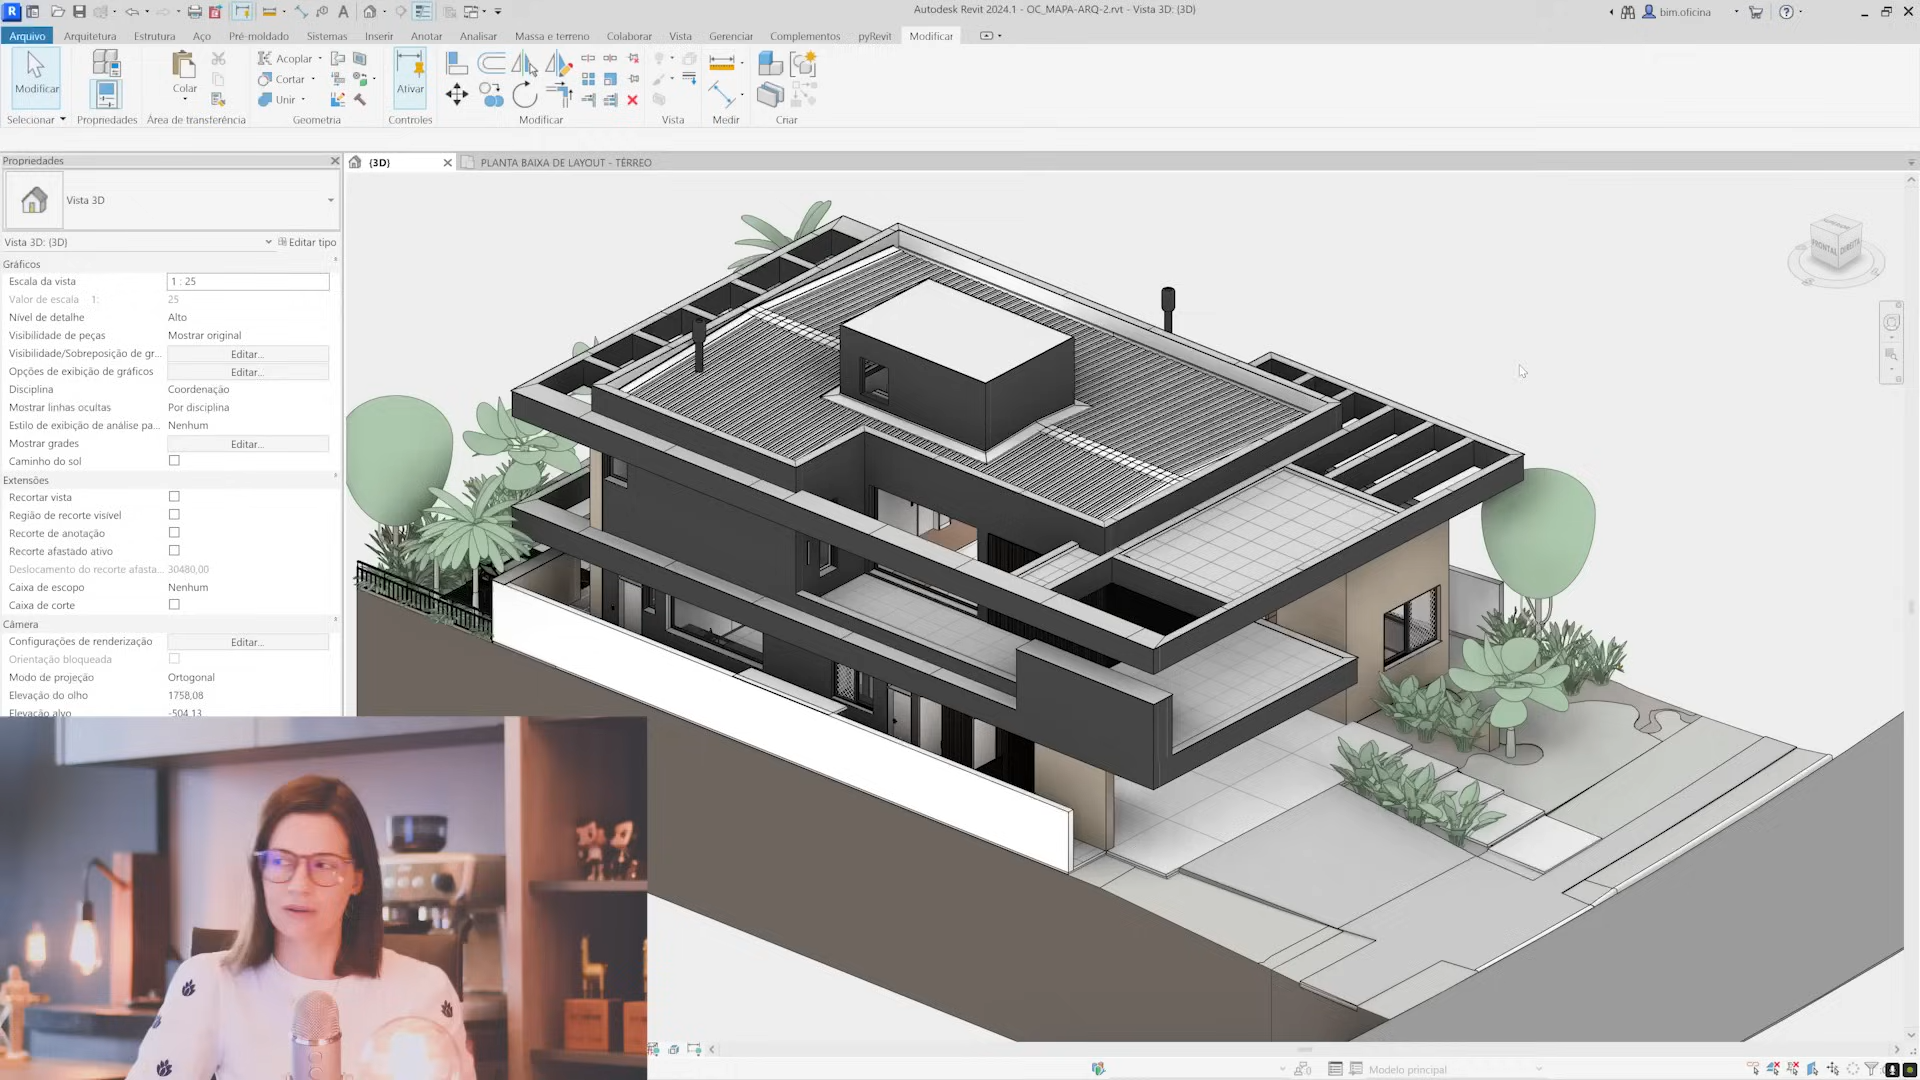 Autodesk Revit 2024.1 - OC_MAPA-ARQ-2.rvt - Vista 3D: {3D}
bim.oficina
Arquivo Arquitetura Estrutura Aço Pré-moldado Sistemas Inserir Anotar Analisar Massa e terreno Colaborar Vista Gerenciar Complementos pyRevit Modificar
Modificar
Colar
Acoplar
Cortar
Unir
Ativar
Selecionar Propriedades Área de transferência Geometria Controles Modificar Vista Medir Criar
Propriedades
{3D}
PLANTA BAIXA DE LAYOUT - TÉRREO
Vista 3D
Vista 3D: {3D} Editar tipo
Gráficos
Escala da vista 1 : 25
Valor de escala 1: 25
Nível de detalhe Alto
Visibilidade de peças Mostrar original
Visibilidade/Sobreposição de gr... Editar...
Opções de exibição de gráficos Editar...
Disciplina Coordenação
Mostrar linhas ocultas Por disciplina
Estilo de exibição de análise pa... Nenhum
Mostrar grades Editar...
Caminho do sol
Extensões
Recortar vista
Região de recorte visível
Recorte de anotação
Recorte afastado ativo
Deslocamento do recorte afasta... 30480,00
Caixa de escopo Nenhum
Caixa de corte
Câmera
Configurações de renderização Editar...
Orientação bloqueada
Modo de projeção Ortogonal
Elevação do olho 1758,08
Elevação alvo -504,13
FRONTAL DIREITA
Modelo principal